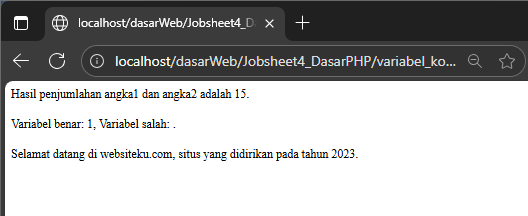 localhost/dasarWeb/Jobsheet4_Da
localhost/dasarWeb/Jobsheet4_DasarPHP/variabel_ko...
Hasil penjumlahan angka1 dan angka2 adalah 15.
Variabel benar: 1, Variabel salah: .
Selamat datang di websiteku.com, situs yang didirikan pada tahun 2023.